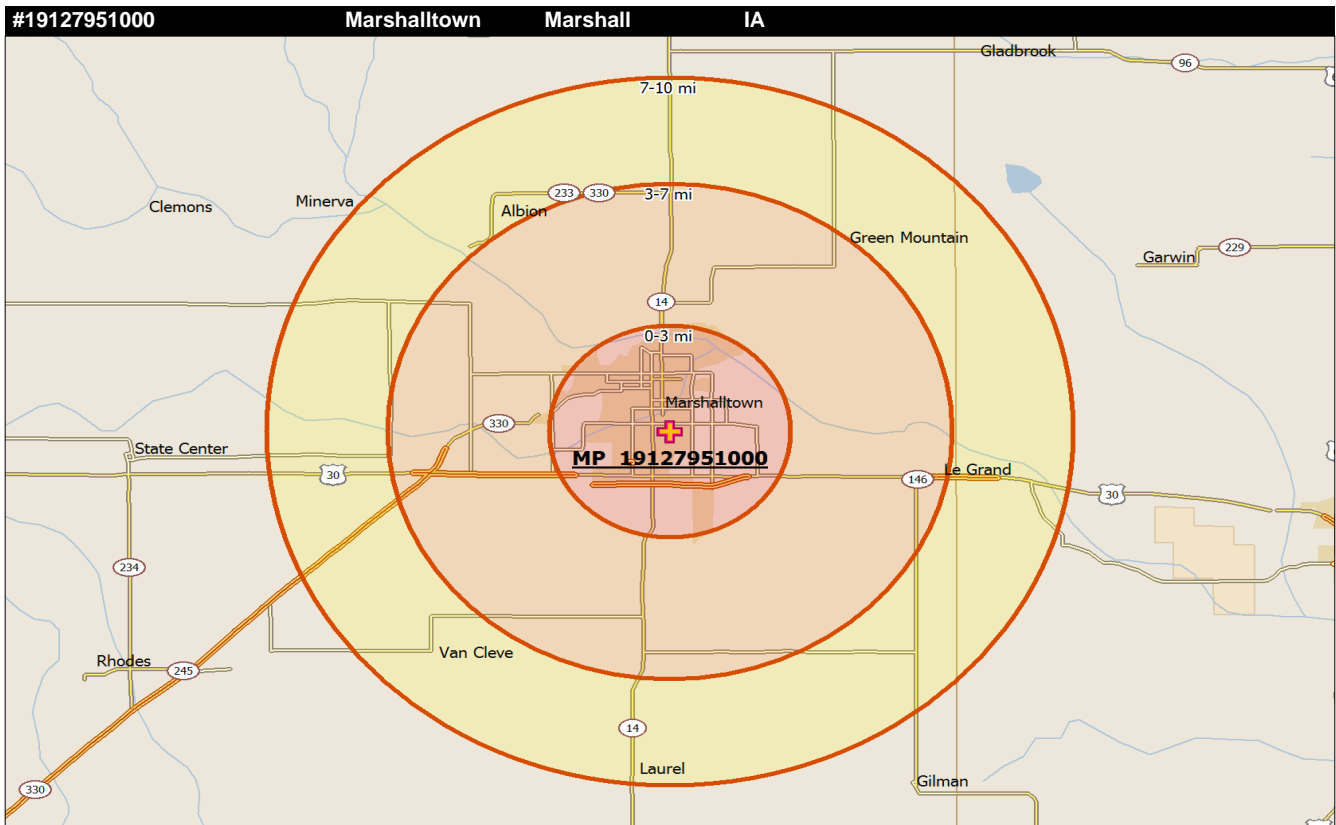 #19127951000 Marshalltown Marshall IA
Gladbrook
96
7-10 mi
233 330 3-7 mi
Minerva
Clemons
Albion
Green Mountain
229
Garwin
14
0-3 mi
Marshalltown
330
State Center
MP 19127951000
Le Grand
30
146
30
234
Van Cleve
Rhodes
245
14
Laurel
Gilman
330